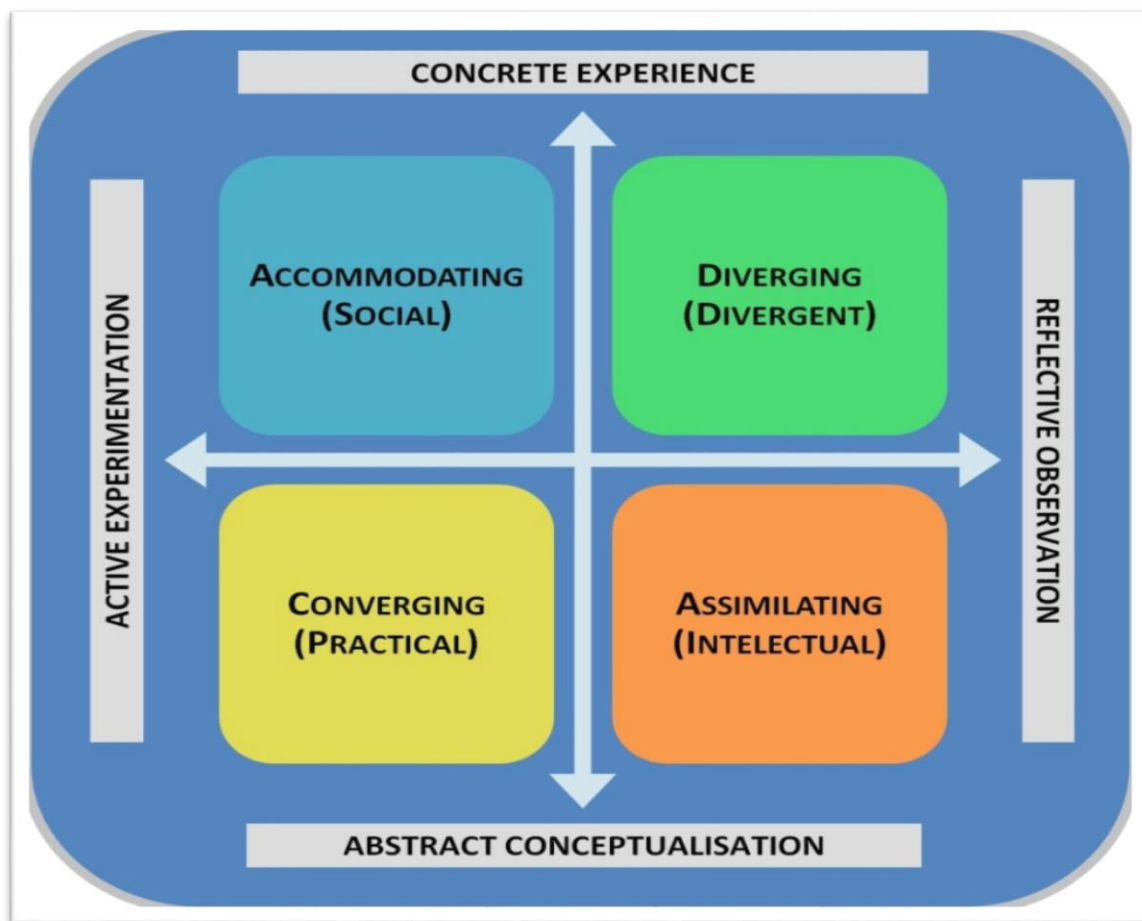 CONCRETE EXPERIENCE
ACCOMMODATING
(SOCIAL)
DIVERGING
(DIVERGENT)
ACTIVE EXPERIMENTATION
REFLECTIVE OBSERVATION
CONVERGING
(PRACTICAL)
ASSIMILATING
(INTELECTUAL)
ABSTRACT CONCEPTUALISATION